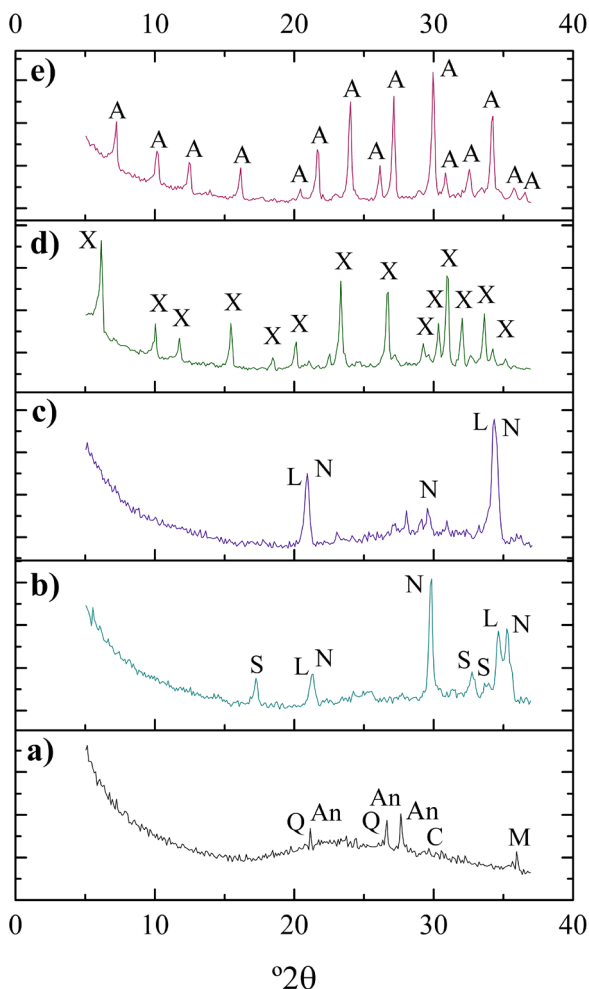 0 10 20 30 40
e)
A A A A A A A A A A A A A A A
d)
X X X X X X X X X X X X X X
c)
L N N L N
b)
S L N N S S L N
a)
Q An Q An An C M
0 10 20 30 40
º2θ